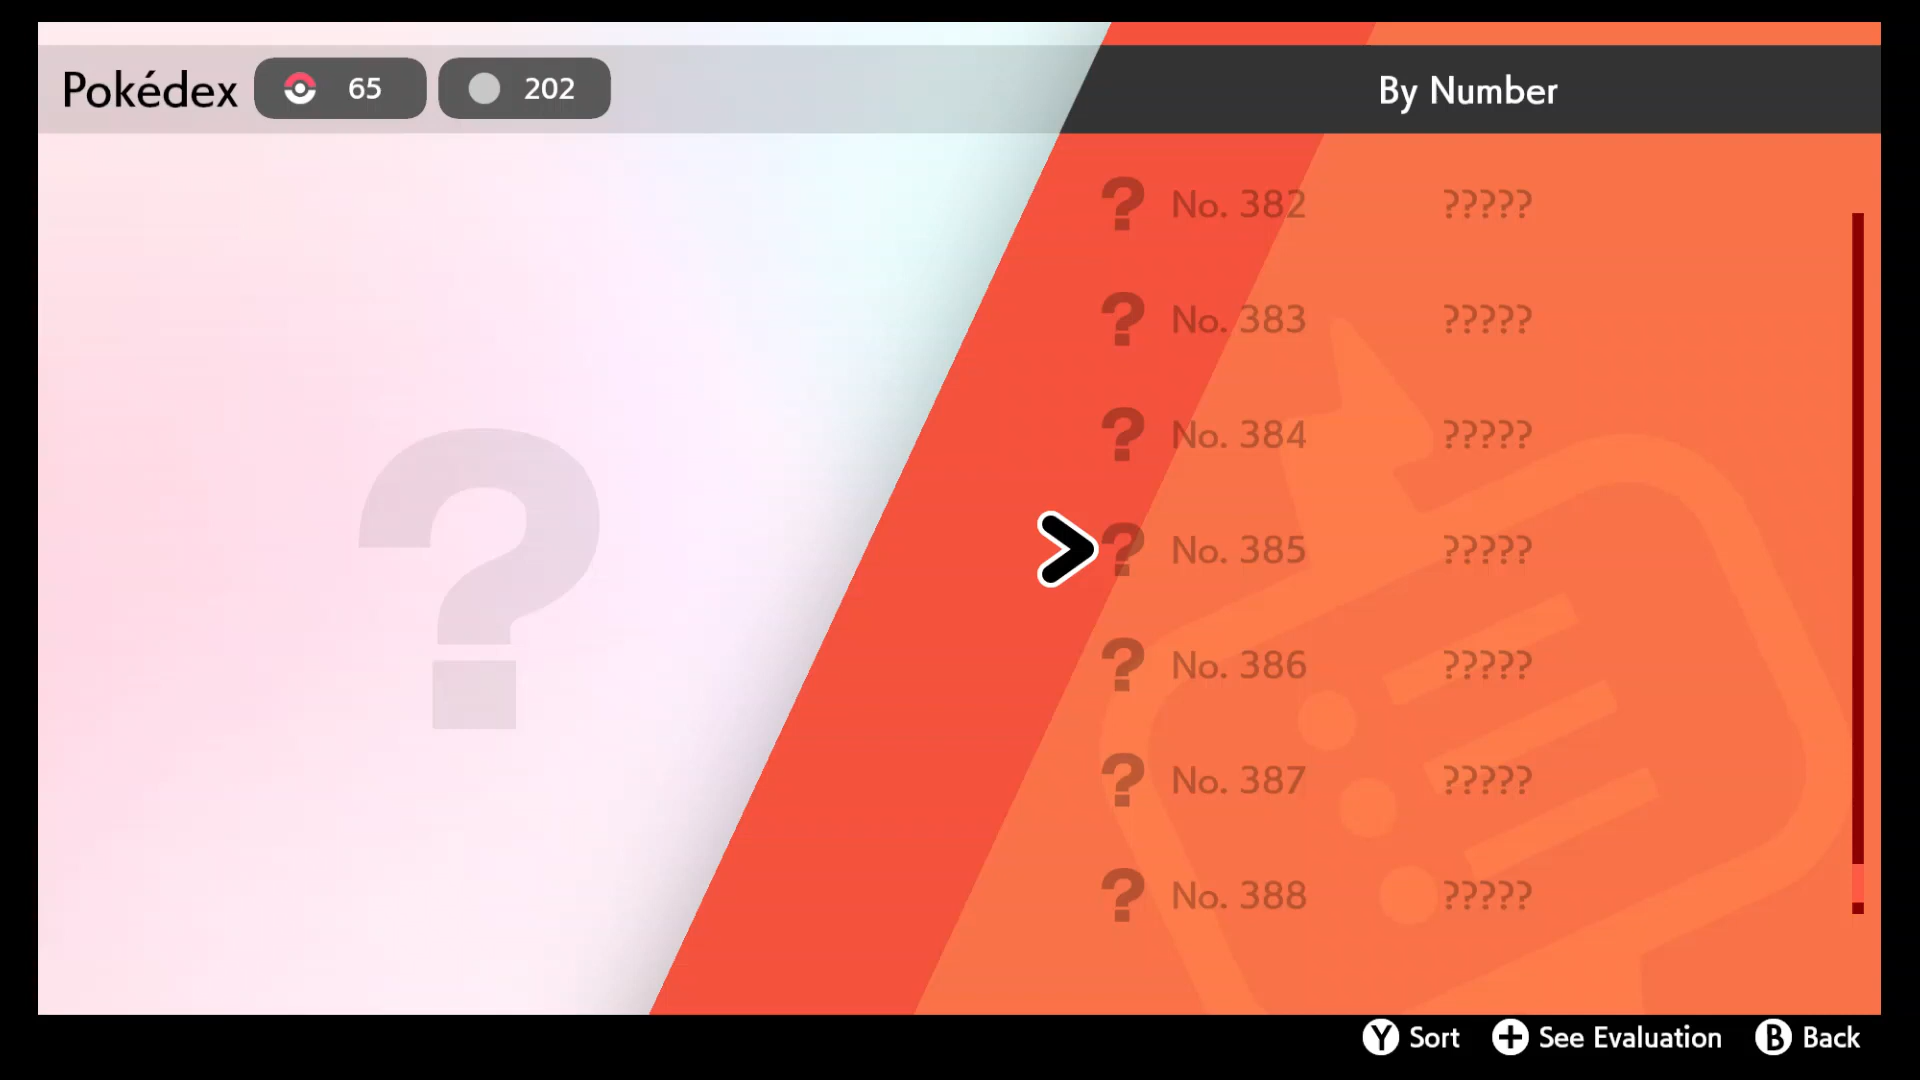 Pokédex 65 202
By Number
? No. 382 ?????
? No. 383 ?????
? No. 384 ?????
? No. 385 ?????
? No. 386 ?????
? No. 387 ?????
? No. 388 ?????
?
Y Sort + See Evaluation B Back